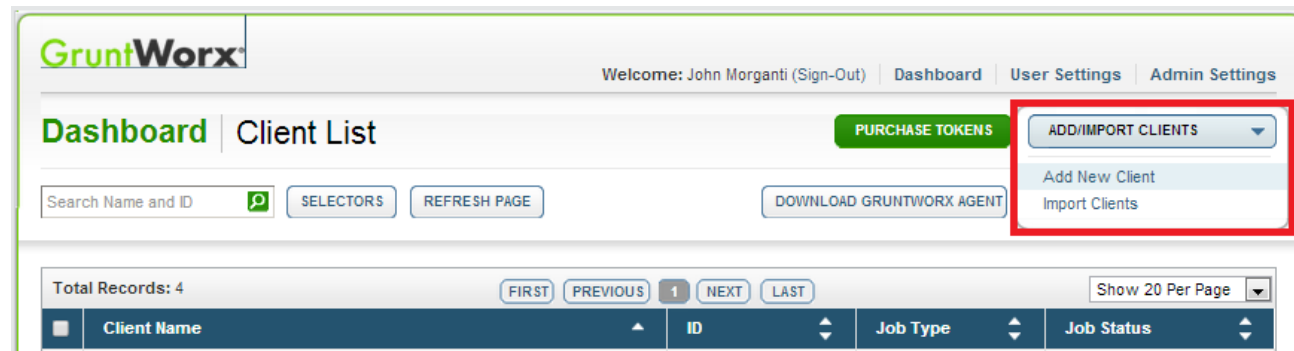 GruntWorx
Welcome: John Morganti (Sign-Out) Dashboard User Settings Admin Settings
Dashboard Client List
PURCHASE TOKENS
ADD/IMPORT CLIENTS
Add New Client
Import Clients
Search Name and ID
SELECTORS
REFRESH PAGE
DOWNLOAD GRUNTWORX AGENT
Total Records: 4
FIRST PREVIOUS 1 NEXT LAST
Show 20 Per Page
Client Name ID Job Type Job Status